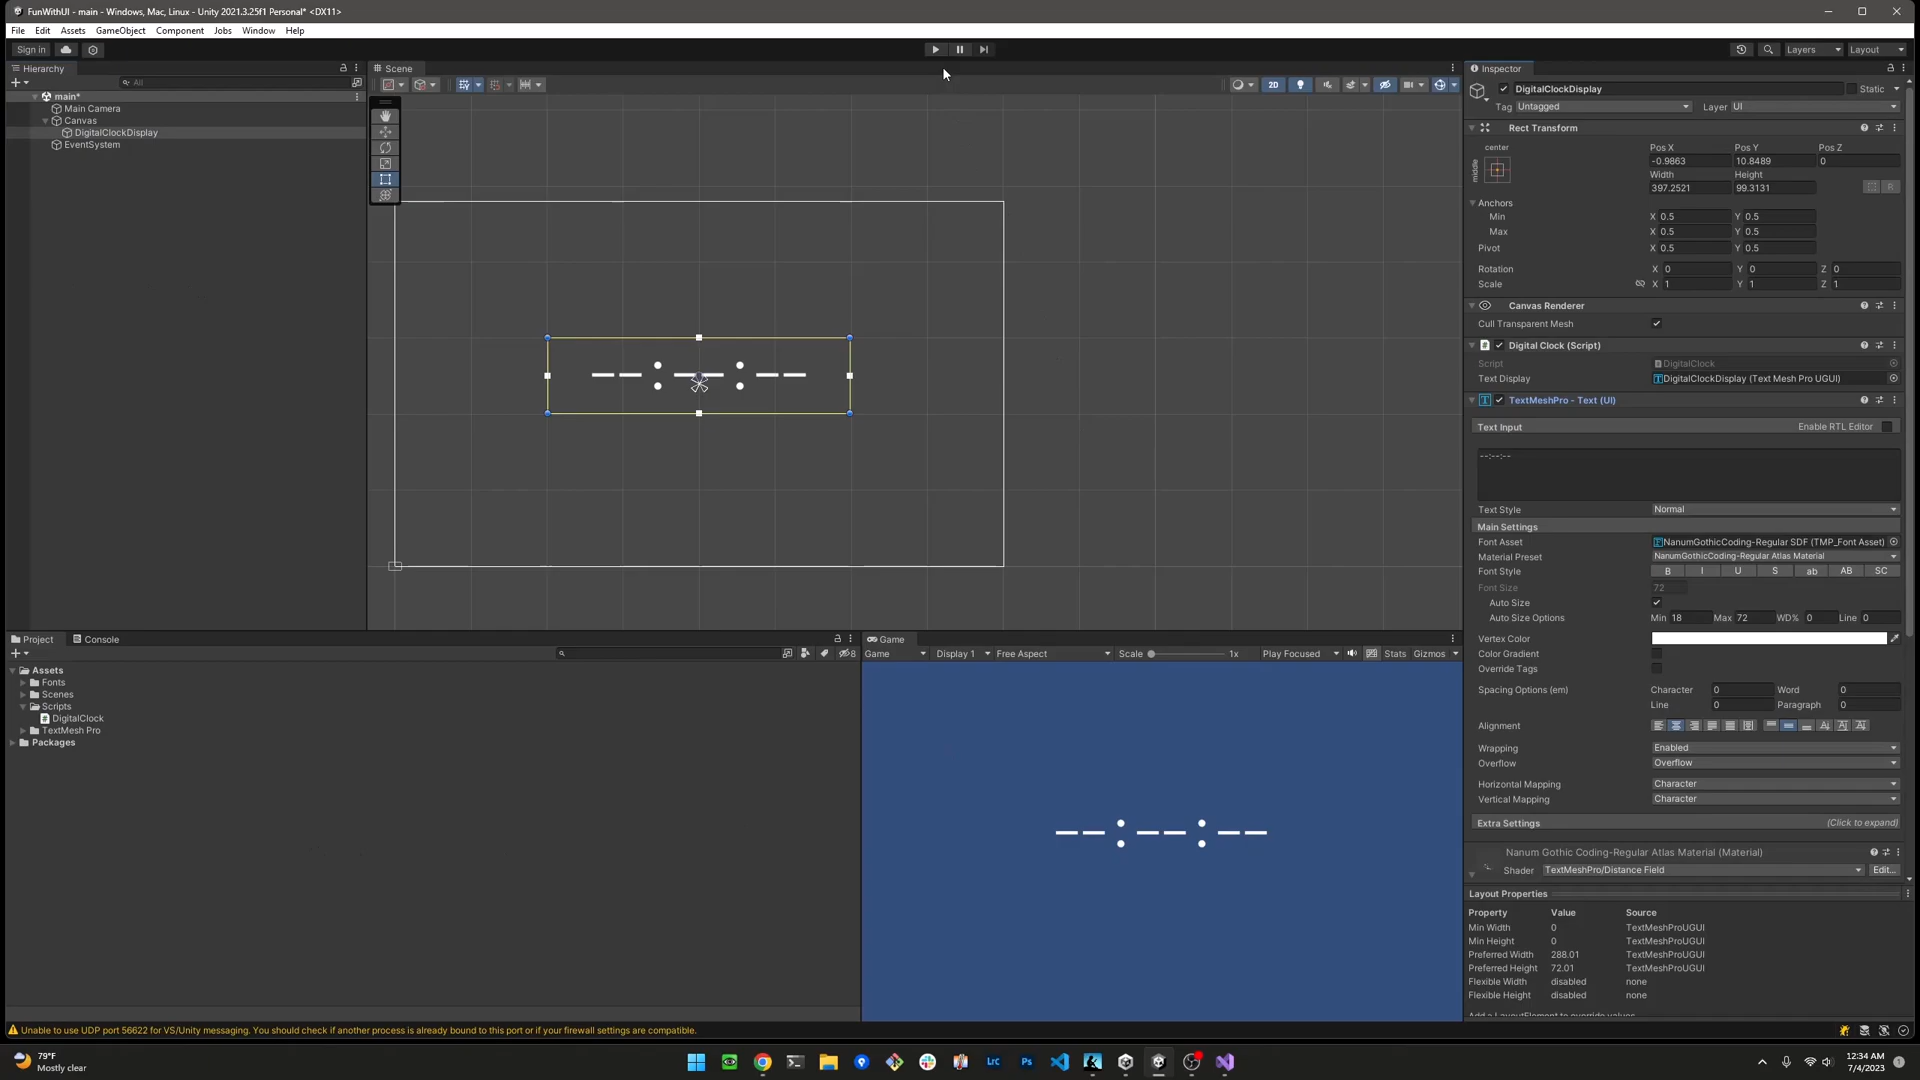 FunWithUI - main - Windows, Mac, Linux - Unity 2021.3.25f1 Personal* <DX11>
File Edit Assets GameObject Component Jobs Window Help
Sign in Layers Layout
Hierarchy
All
main*
Main Camera
Canvas
DigitalClockDisplay
EventSystem
Scene
2D
--:--:--
Inspector
DigitalClockDisplay Static
Tag Untagged Layer UI
Rect Transform
center
middle
Pos X Pos Y Pos Z
-0.9863 10.8489 0
Width Height
397.2521 99.3131
R
Anchors
Min X 0.5 Y 0.5
Max X 0.5 Y 0.5
Pivot X 0.5 Y 0.5
Rotation X 0 Y 0 Z 0
Scale X 1 Y 1 Z 1
Canvas Renderer
Cull Transparent Mesh
Digital Clock (Script)
Script DigitalClock
Text Display DigitalClockDisplay (Text Mesh Pro UGUI)
TextMeshPro - Text (UI)
Text Input Enable RTL Editor
--:--:--
Text Style Normal
Main Settings
Font Asset NanumGothicCoding-Regular SDF (TMP_Font Asset)
Material Preset NanumGothicCoding-Regular Atlas Material
Font Style B I U S ab AB SC
Font Size 72
Auto Size
Auto Size Options Min 18 Max 72 WD% 0 Line 0
Vertex Color
Color Gradient
Override Tags
Spacing Options (em) Character 0 Word 0
Line 0 Paragraph 0
Alignment
Wrapping Enabled
Overflow Overflow
Horizontal Mapping Character
Vertical Mapping Character
Extra Settings (Click to expand)
Nanum Gothic Coding-Regular Atlas Material (Material)
Shader TextMeshPro/Distance Field Edit...
Layout Properties
Property Value Source
Min Width 0 TextMeshProUGUI
Min Height 0 TextMeshProUGUI
Preferred Width 288.01 TextMeshProUGUI
Preferred Height 72.01 TextMeshProUGUI
Flexible Width disabled none
Flexible Height disabled none
Add a LayoutElement to override values
Project Console
8
Assets
Fonts
Scenes
Scripts
DigitalClock
TextMesh Pro
Packages
Game
Game Display 1 Free Aspect Scale 1x Play Focused Stats Gizmos
--:--:--
Unable to use UDP port 56622 for VS/Unity messaging. You should check if another process is already bound to this port or if your firewall settings are compatible.
79°F
Mostly clear
LrC Ps
12:34 AM
7/4/2023
1